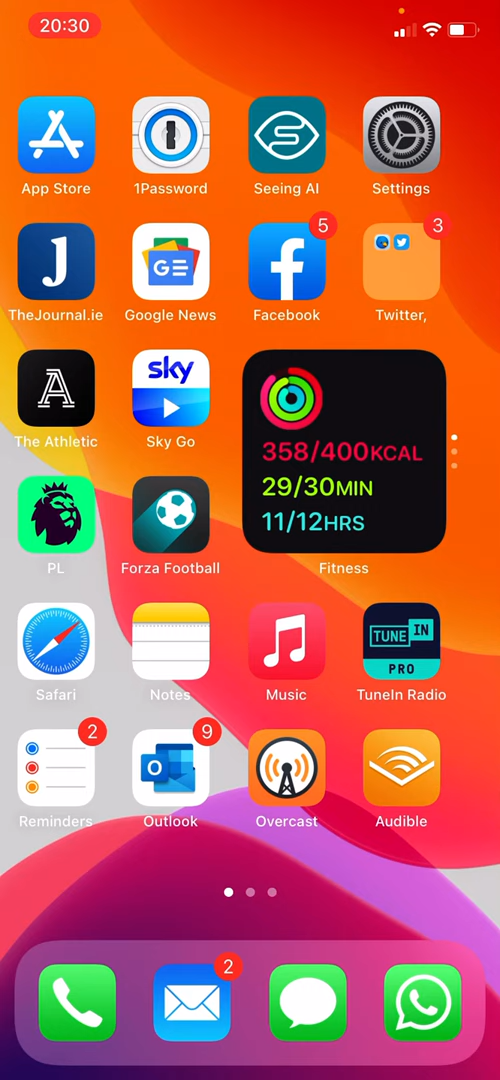 20:30
App Store
1Password
Seeing AI
Settings
J
GE
5
3
TheJournal.ie
Google News
Facebook
Twitter,
A
sky
358/400KCAL
29/30MIN
11/12HRS
The Athletic
Sky Go
PL
Forza Football
Fitness
TUNE IN
PRO
Safari
Notes
Music
TuneIn Radio
2
9
O
Reminders
Outlook
Overcast
Audible
2